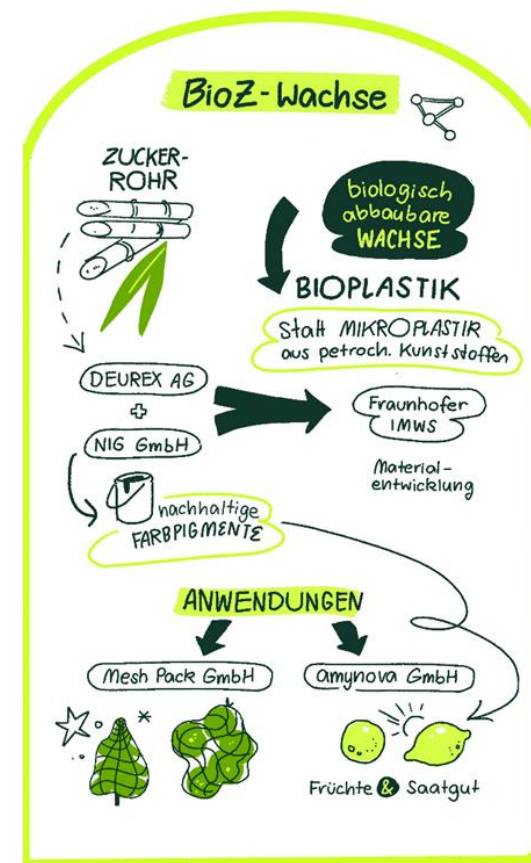 BioZ-Wachse
ZUCKER-
ROHR
biologisch
abbaubare
WACHSE
BIOPLASTIK
Statt MIKROPLASTIK
aus petroch. Kunststoffen
DEUREX AG
+
NIG GmbH
Fraunhofer
IMWS
Material-
entwicklung
nachhaltige
FARBPIGMENTE
ANWENDUNGEN
Mesh Pack GmbH
amynova GmbH
Früchte & Saatgut